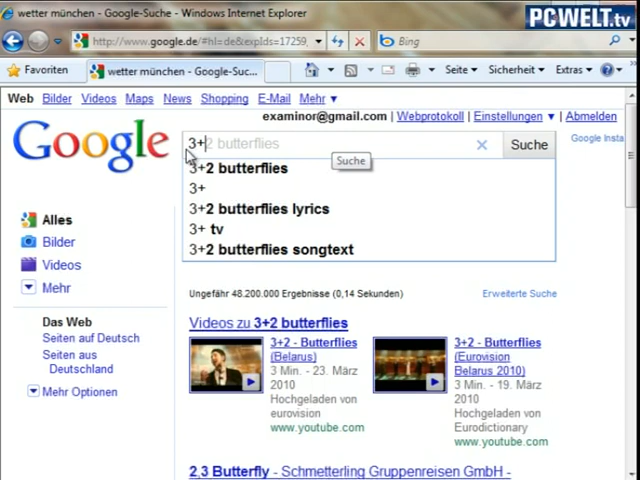 wetter münchen - Google-Suche - Windows Internet Explorer
PCWELT.tv
http://www.google.de/#hl=de&expIds=17259,
Bing
Favoriten
wetter münchen - Google-Suc...
Seite
Sicherheit
Extras
Web Bilder Videos Maps News Shopping E-Mail Mehr
examinor@gmail.com | Webprotokoll | Einstellungen | Abmelden
Google
3+2 butterflies
Suche
Google Insta
Suche
3+2 butterflies
3+
3+2 butterflies lyrics
3+ tv
3+2 butterflies songtext
Alles
Bilder
Videos
Mehr
Ungefähr 48.200.000 Ergebnisse (0,14 Sekunden)
Erweiterte Suche
Das Web
Seiten auf Deutsch
Seiten aus
Deutschland
Mehr Optionen
Videos zu 3+2 butterflies
3+2 - Butterflies
(Belarus)
3 Min. - 23. März
2010
Hochgeladen von
eurovision
www.youtube.com
3+2 - Butterflies
(Eurovision
Belarus 2010)
3 Min. - 19. März
2010
Hochgeladen von
Eurodictionary
www.youtube.com
2,3 Butterfly - Schmetterling Gruppenreisen GmbH -